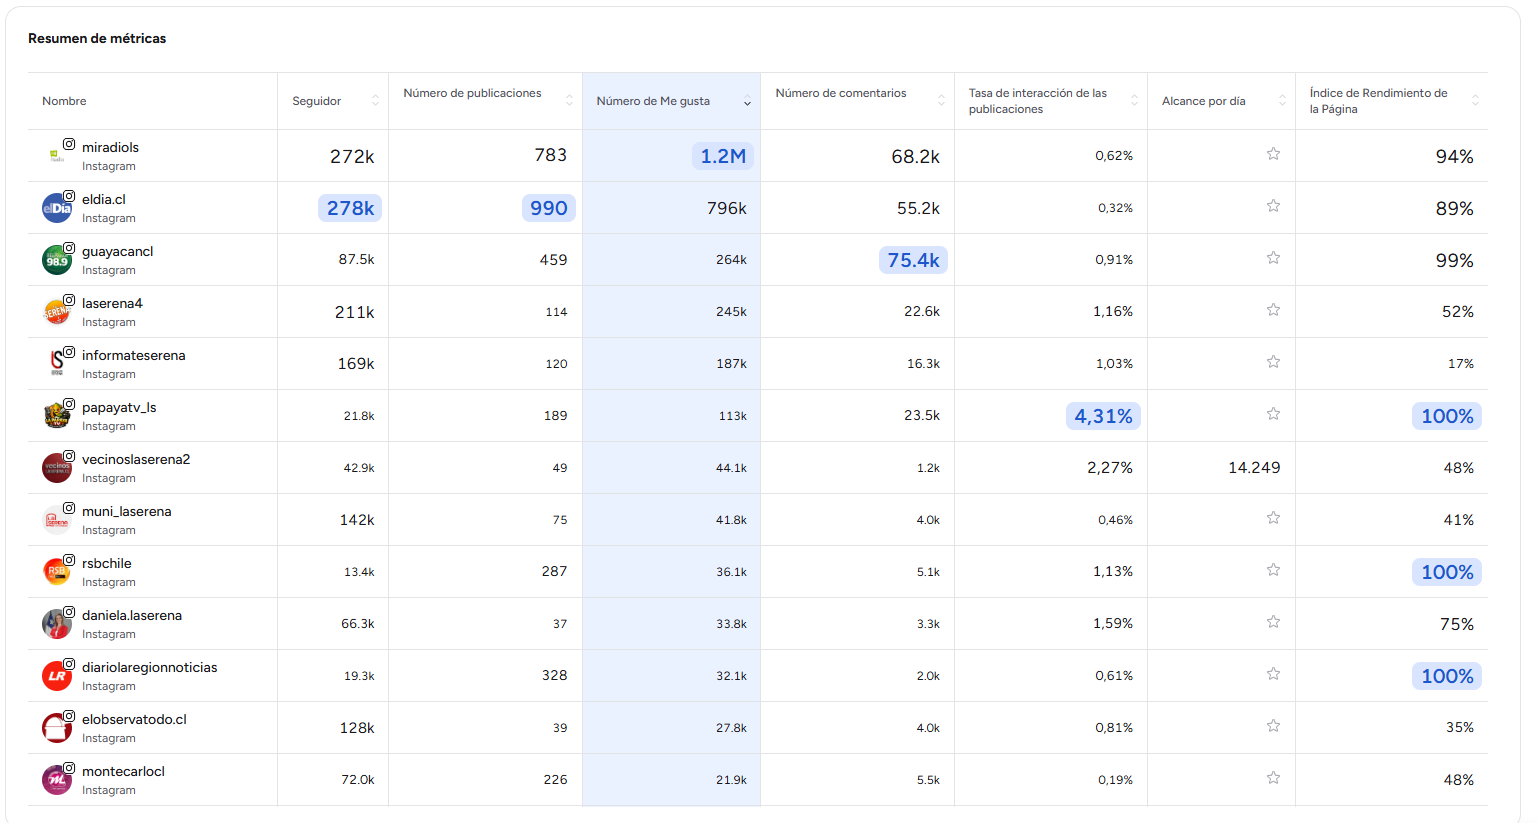 Resumen de métricas
Nombre Seguidor Número de publicaciones Número de Me gusta Número de comentarios Tasa de interacción de las publicaciones Alcance por día Índice de Rendimiento de la Página
miradiols 272k 783 1.2M 68.2k 0,62% 94%
Instagram
eldia.cl 278k 990 796k 55.2k 0,32% 89%
Instagram
guayacancl 87.5k 459 264k 75.4k 0,91% 99%
Instagram
laserena4 211k 114 245k 22.6k 1,16% 52%
Instagram
informateserena 169k 120 187k 16.3k 1,03% 17%
Instagram
papayatv_ls 21.8k 189 113k 23.5k 4,31% 100%
Instagram
vecinoslaserena2 42.9k 49 44.1k 1.2k 2,27% 14.249 48%
Instagram
muni_laserena 142k 75 41.8k 4.0k 0,46% 41%
Instagram
rsbchile 13.4k 287 36.1k 5.1k 1,13% 100%
Instagram
daniela.laserena 66.3k 37 33.8k 3.3k 1,59% 75%
Instagram
diariolaregionnoticias 19.3k 328 32.1k 2.0k 0,61% 100%
Instagram
elobservatodo.cl 128k 39 27.8k 4.0k 0,81% 35%
Instagram
montecarlocl 72.0k 226 21.9k 5.5k 0,19% 48%
Instagram